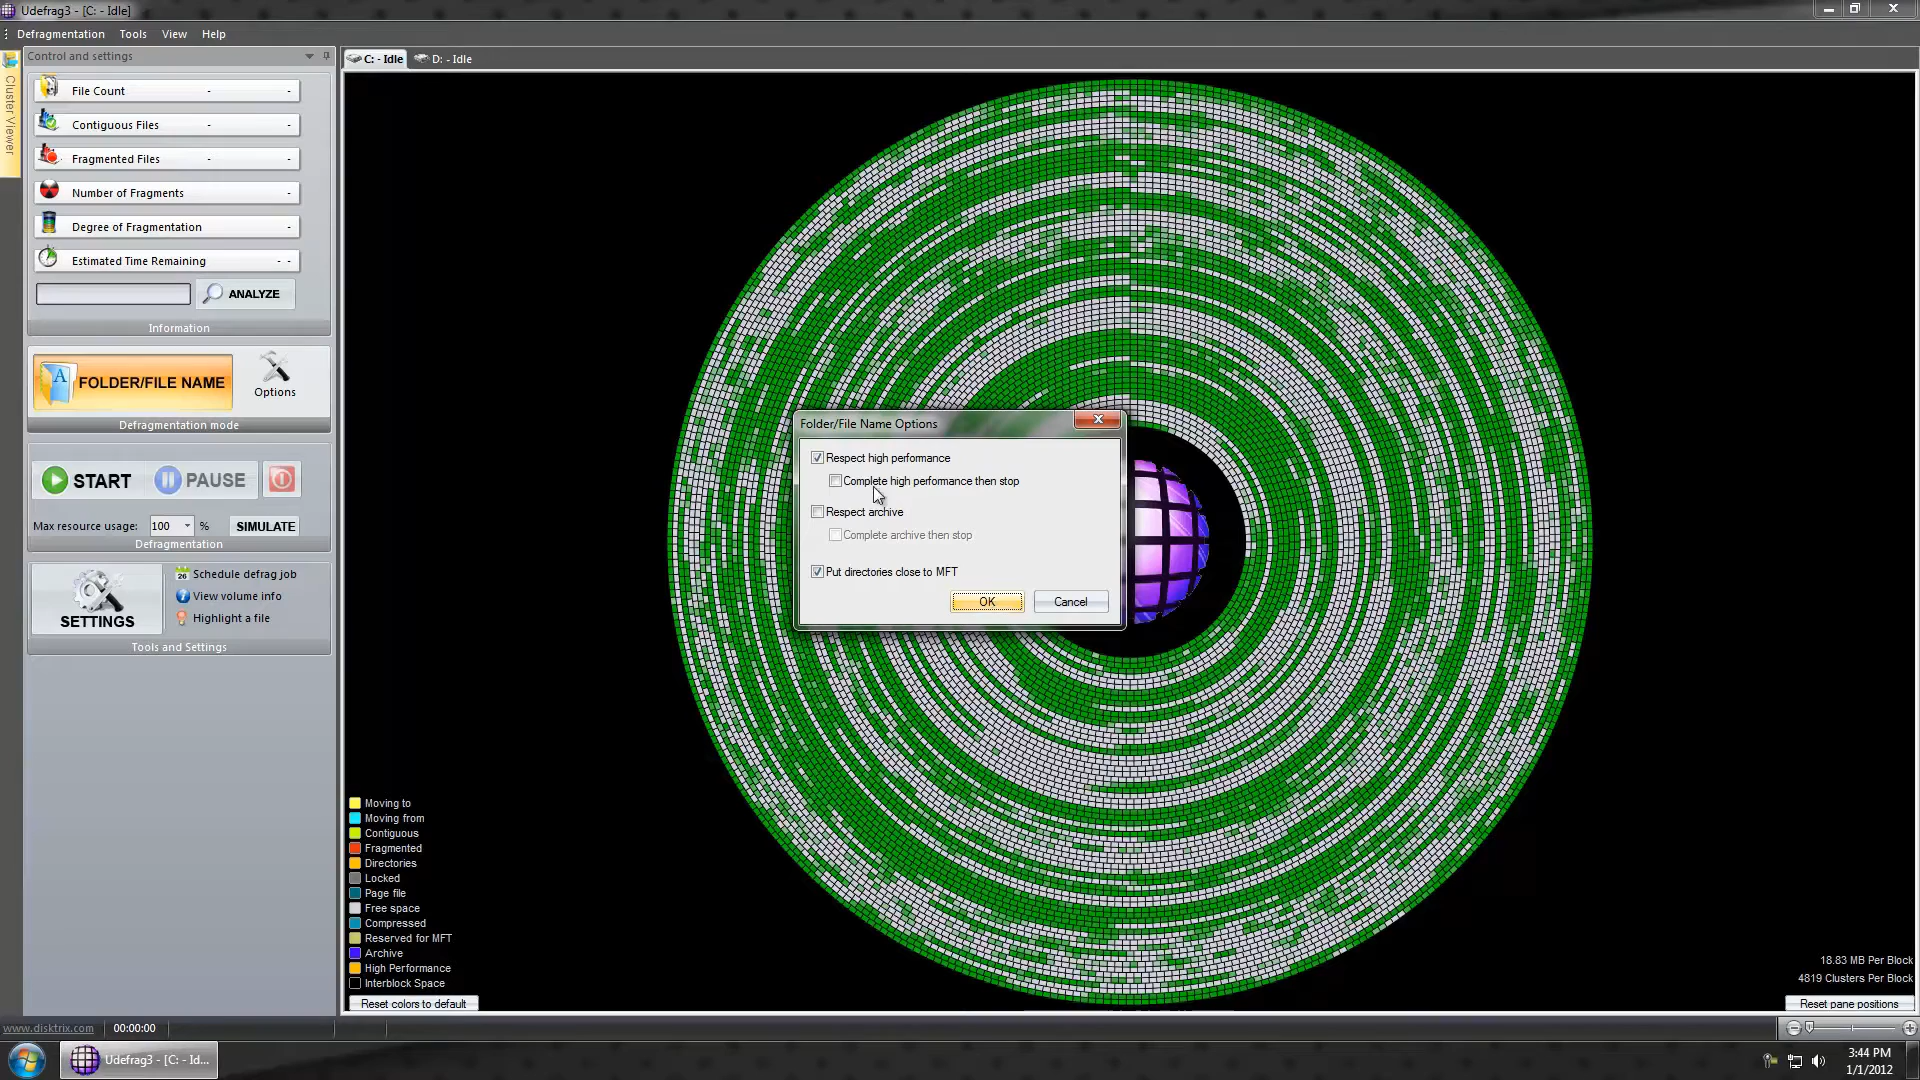 Udefrag3 - [C: - Idle]
Defragmentation Tools View Help
Control and settings
Cluster Viewer
C: - Idle
D: - Idle
File Count - -
Contiguous Files - -
Fragmented Files - -
Number of Fragments -
Degree of Fragmentation -
Estimated Time Remaining - -
ANALYZE
Information
A
FOLDER/FILE NAME
Options
Defragmentation mode
START
PAUSE
Max resource usage: 100 %
SIMULATE
Defragmentation
SETTINGS
26 Schedule defrag job
View volume info
Highlight a file
Tools and Settings
Folder/File Name Options
Respect high performance
Complete high performance then stop
Respect archive
Complete archive then stop
Put directories close to MFT
OK
Cancel
Moving to
Moving from
Contiguous
Fragmented
Directories
Locked
Page file
Free space
Compressed
Reserved for MFT
Archive
High Performance
Interblock Space
Reset colors to default
18.83 MB Per Block
4819 Clusters Per Block
Reset pane positions
www.disktrix.com
00:00:00
Udefrag3 - [C: - Id...
3:44 PM
1/1/2012